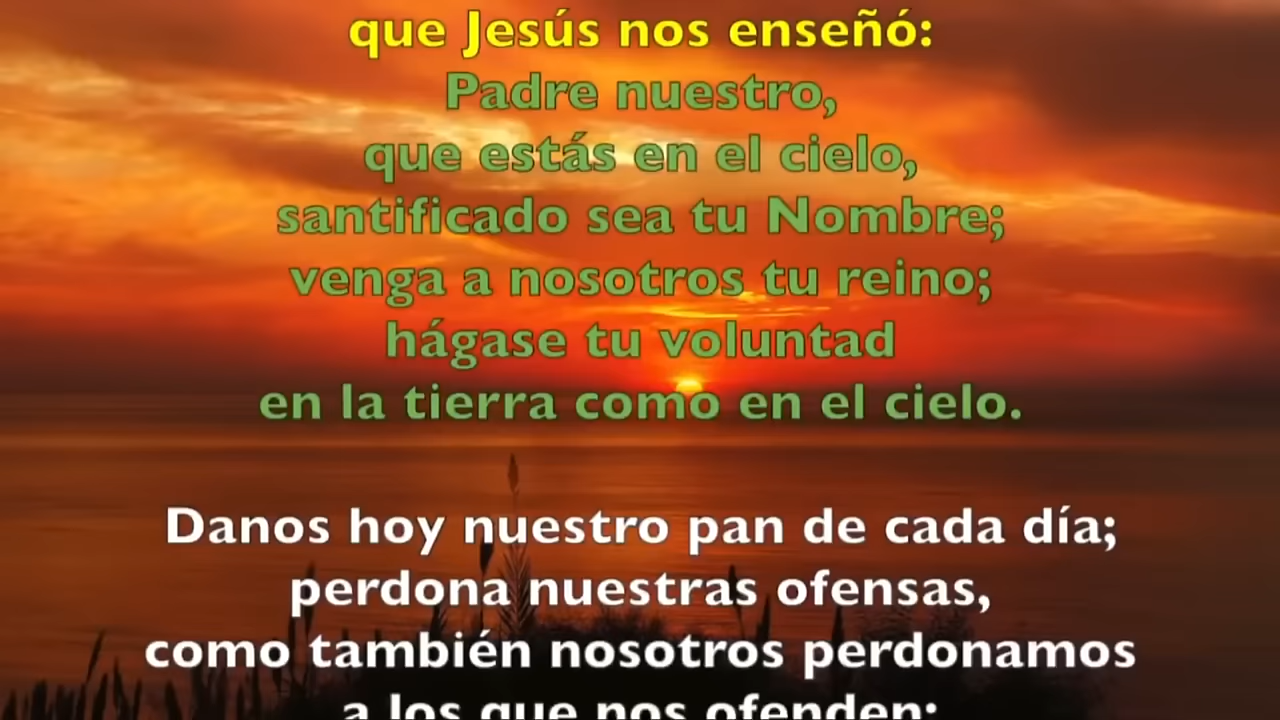 que Jesús nos enseñó:
Padre nuestro,
que estás en el cielo,
santificado sea tu Nombre;
venga a nosotros tu reino;
hágase tu voluntad
en la tierra como en el cielo.
Danos hoy nuestro pan de cada día;
perdona nuestras ofensas,
como también nosotros perdonamos
a los que nos ofenden;